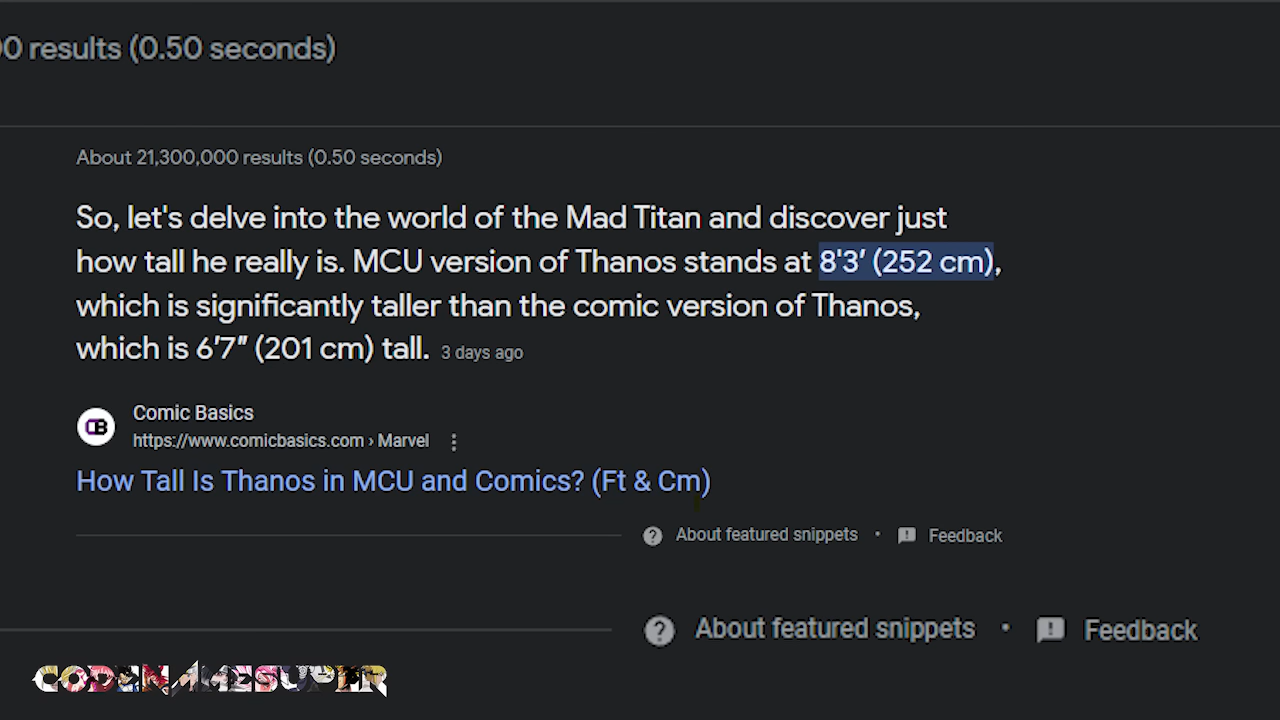 00 results (0.50 seconds)
About 21,300,000 results (0.50 seconds)
So, let's delve into the world of the Mad Titan and discover just
how tall he really is. MCU version of Thanos stands at 8'3′ (252 cm),
which is significantly taller than the comic version of Thanos,
which is 6′7″ (201 cm) tall. 3 days ago
CB
Comic Basics
https://www.comicbasics.com › Marvel
How Tall Is Thanos in MCU and Comics? (Ft & Cm)
About featured snippets • Feedback
About featured snippets • Feedback
CODENAMESUPER